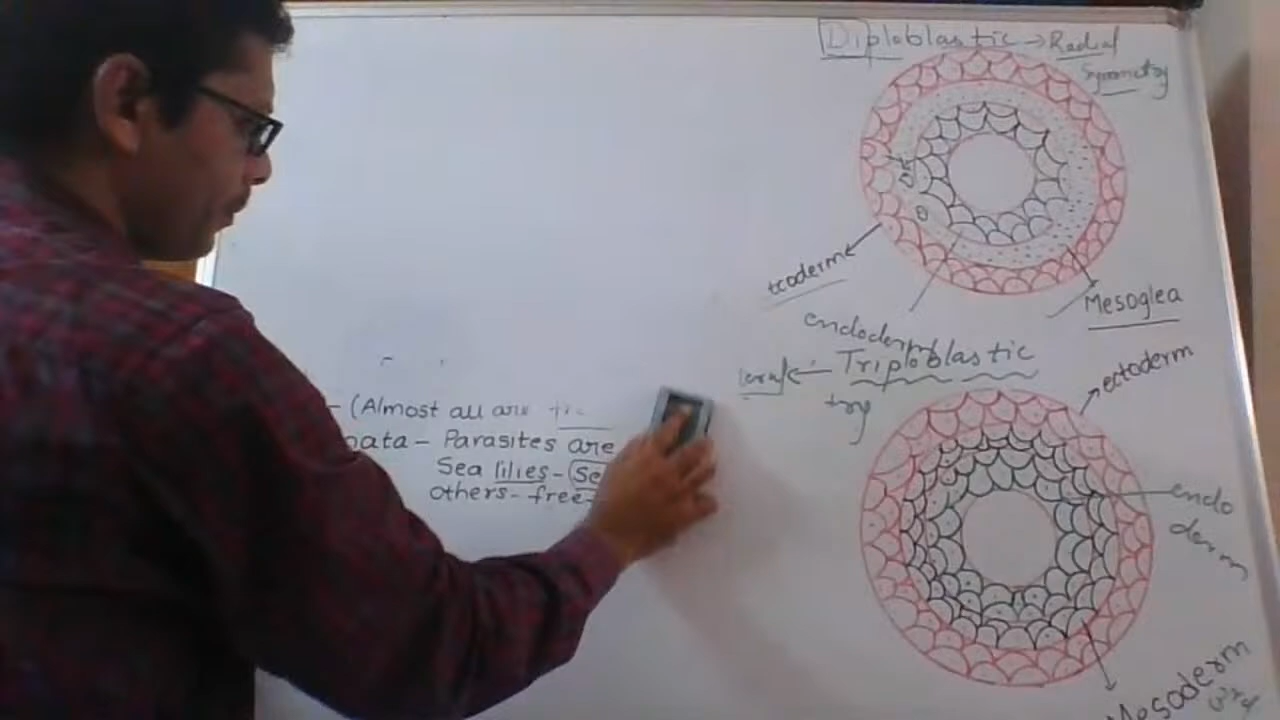 Diploblastic → Radial
Symmetry
Mesoglea
endoderm
Triploblastic
try
ectoderm
endo
derm
Mesoderm
(Almost all are
- Parasites are
Sea lilies -
others - free